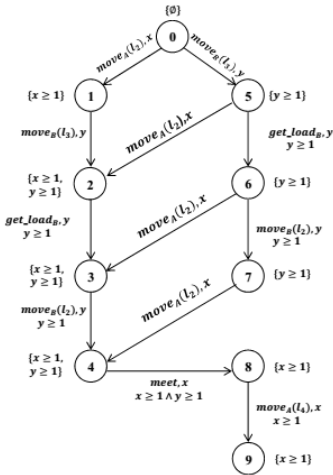 {∅}
0
move_A(l_2), x
move_B(l_3), y
{x ≥ 1}
1
5
{y ≥ 1}
move_B(l_3), y
move_A(l_2), x
get_load_B, y
y ≥ 1
{x ≥ 1,
y ≥ 1}
2
6
{y ≥ 1}
get_load_B, y
y ≥ 1
move_A(l_2), x
move_B(l_2), y
y ≥ 1
{x ≥ 1,
y ≥ 1}
3
7
{y ≥ 1}
move_B(l_2), y
y ≥ 1
move_A(l_2), x
{x ≥ 1,
y ≥ 1}
4
8
{x ≥ 1}
meet, x
x ≥ 1 ∧ y ≥ 1
move_A(l_4), x
x ≥ 1
9
{x ≥ 1}